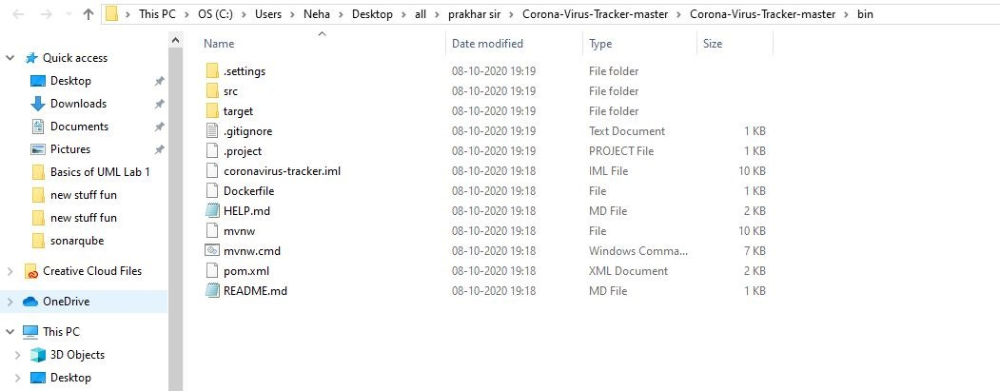 This PC > OS (C:) > Users > Neha > Desktop > all > prakhar sir > Corona-Virus-Tracker-master > Corona-Virus-Tracker-master > bin
Name Date modified Type Size
Quick access
Desktop
Downloads
Documents
Pictures
Basics of UML Lab 1
new stuff fun
new stuff fun
sonarqube
Creative Cloud Files
OneDrive
This PC
3D Objects
Desktop
.settings 08-10-2020 19:19 File folder
src 08-10-2020 19:19 File folder
target 08-10-2020 19:19 File folder
.gitignore 08-10-2020 19:19 Text Document 1 KB
.project 08-10-2020 19:19 PROJECT File 1 KB
coronavirus-tracker.iml 08-10-2020 19:18 IML File 10 KB
Dockerfile 08-10-2020 19:18 File 1 KB
HELP.md 08-10-2020 19:18 MD File 2 KB
mvnw 08-10-2020 19:18 File 10 KB
mvnw.cmd 08-10-2020 19:18 Windows Comma... 7 KB
pom.xml 08-10-2020 19:18 XML Document 2 KB
README.md 08-10-2020 19:18 MD File 1 KB